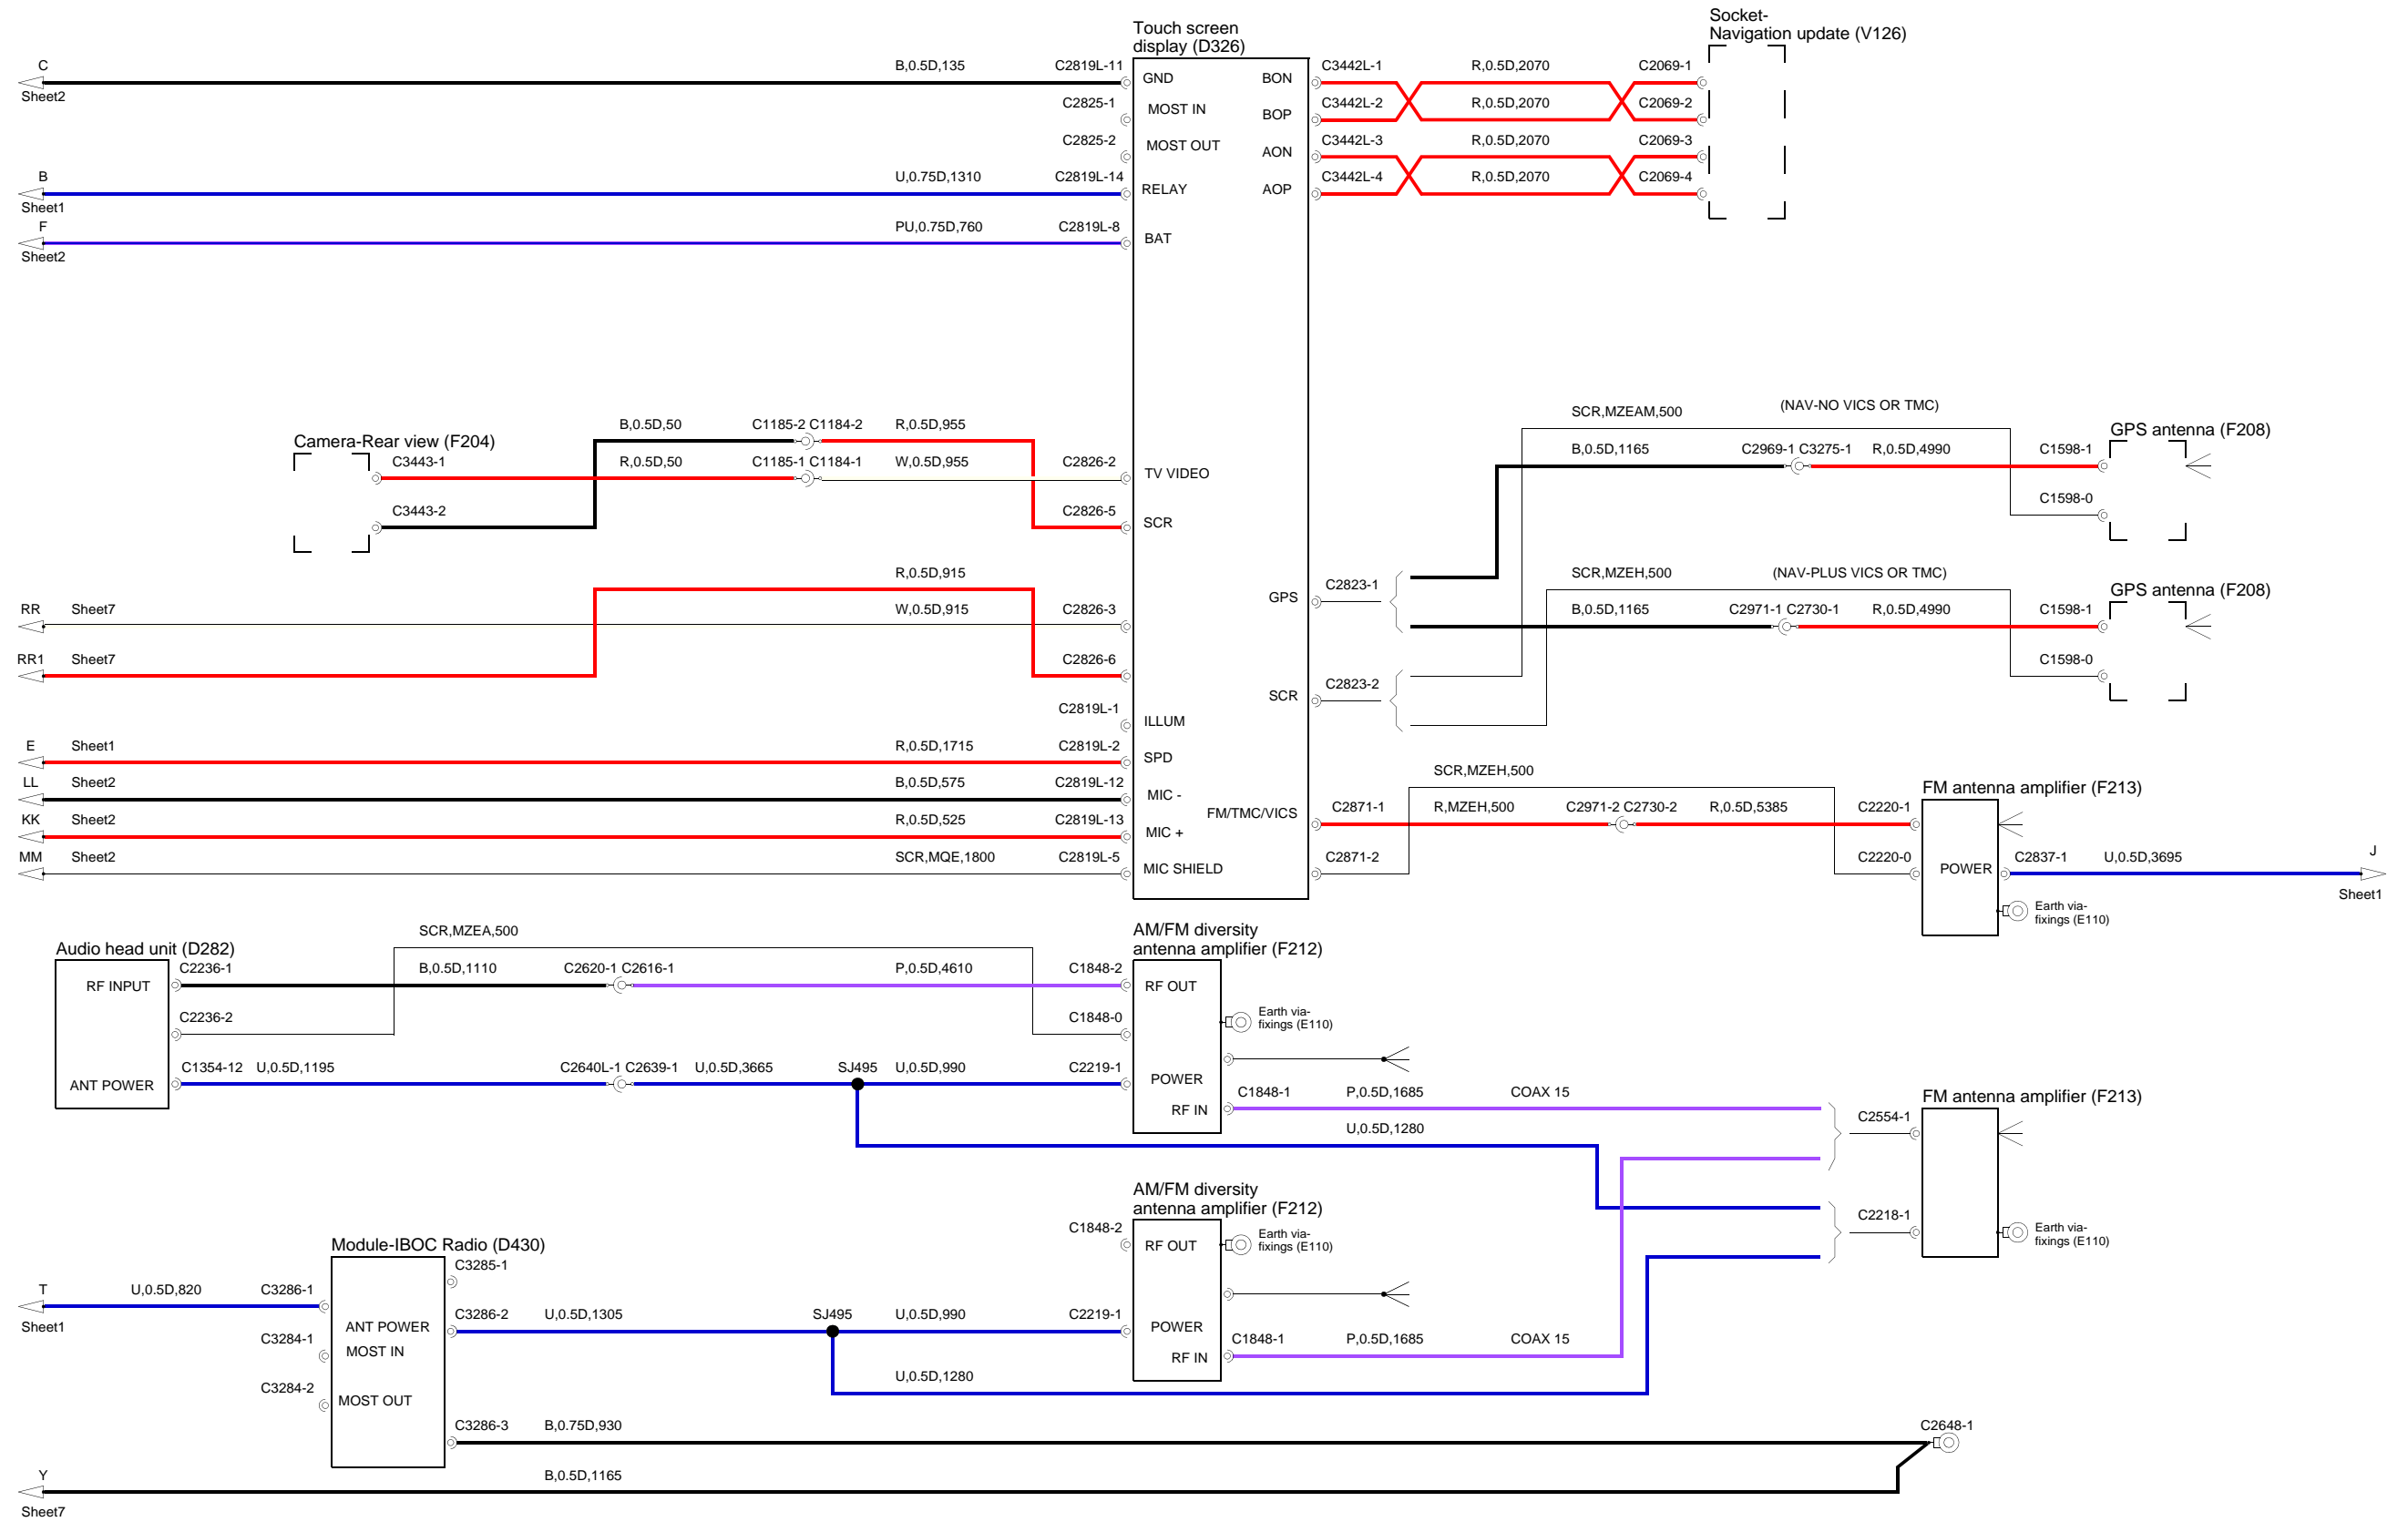 Touch screen
display (D326)
Socket-
Navigation update (V126)
C
Sheet2
B,0.5D,135
C2819L-11
GND
BON
C3442L-1
R,0.5D,2070
C2069-1
C2825-1
MOST IN
BOP
C3442L-2
R,0.5D,2070
C2069-2
C2825-2
MOST OUT
AON
C3442L-3
R,0.5D,2070
C2069-3
B
Sheet1
U,0.75D,1310
C2819L-14
RELAY
AOP
C3442L-4
R,0.5D,2070
C2069-4
F
Sheet2
PU,0.75D,760
C2819L-8
BAT
Camera-Rear view (F204)
C3443-1
B,0.5D,50
C1185-2 C1184-2
R,0.5D,955
R,0.5D,50
C1185-1 C1184-1
W,0.5D,955
C2826-2
TV VIDEO
C3443-2
C2826-5
SCR
SCR,MZEAM,500
(NAV-NO VICS OR TMC)
GPS antenna (F208)
B,0.5D,1165
C2969-1 C3275-1
R,0.5D,4990
C1598-1
C1598-0
R,0.5D,915
RR
Sheet7
W,0.5D,915
C2826-3
GPS
C2823-1
SCR,MZEH,500
(NAV-PLUS VICS OR TMC)
GPS antenna (F208)
B,0.5D,1165
C2971-1 C2730-1
R,0.5D,4990
C1598-1
RR1
Sheet7
C2826-6
SCR
C2823-2
C1598-0
C2819L-1
ILLUM
E
Sheet1
R,0.5D,1715
C2819L-2
SPD
LL
Sheet2
B,0.5D,575
C2819L-12
MIC -
SCR,MZEH,500
FM antenna amplifier (F213)
KK
Sheet2
R,0.5D,525
C2819L-13
MIC +
FM/TMC/VICS
C2871-1
R,MZEH,500
C2971-2 C2730-2
R,0.5D,5385
C2220-1
MM
Sheet2
SCR,MQE,1800
C2819L-5
MIC SHIELD
C2871-2
C2220-0
POWER
C2837-1
U,0.5D,3695
J
Sheet1
Earth via-
fixings (E110)
Audio head unit (D282)
SCR,MZEA,500
AM/FM diversity
antenna amplifier (F212)
RF INPUT
C2236-1
B,0.5D,1110
C2620-1 C2616-1
P,0.5D,4610
C1848-2
RF OUT
C2236-2
C1848-0
Earth via-
fixings (E110)
ANT POWER
C1354-12
U,0.5D,1195
C2640L-1 C2639-1
U,0.5D,3665
SJ495
U,0.5D,990
C2219-1
POWER
RF IN
C1848-1
P,0.5D,1685
COAX 15
U,0.5D,1280
FM antenna amplifier (F213)
C2554-1
C2218-1
Earth via-
fixings (E110)
AM/FM diversity
antenna amplifier (F212)
C1848-2
RF OUT
Earth via-
fixings (E110)
Module-IBOC Radio (D430)
C3285-1
T
Sheet1
U,0.5D,820
C3286-1
ANT POWER
C3286-2
U,0.5D,1305
SJ495
U,0.5D,990
C2219-1
POWER
C3284-1
MOST IN
RF IN
C1848-1
P,0.5D,1685
COAX 15
U,0.5D,1280
C3284-2
MOST OUT
C3286-3
B,0.75D,930
C2648-1
Y
Sheet7
B,0.5D,1165